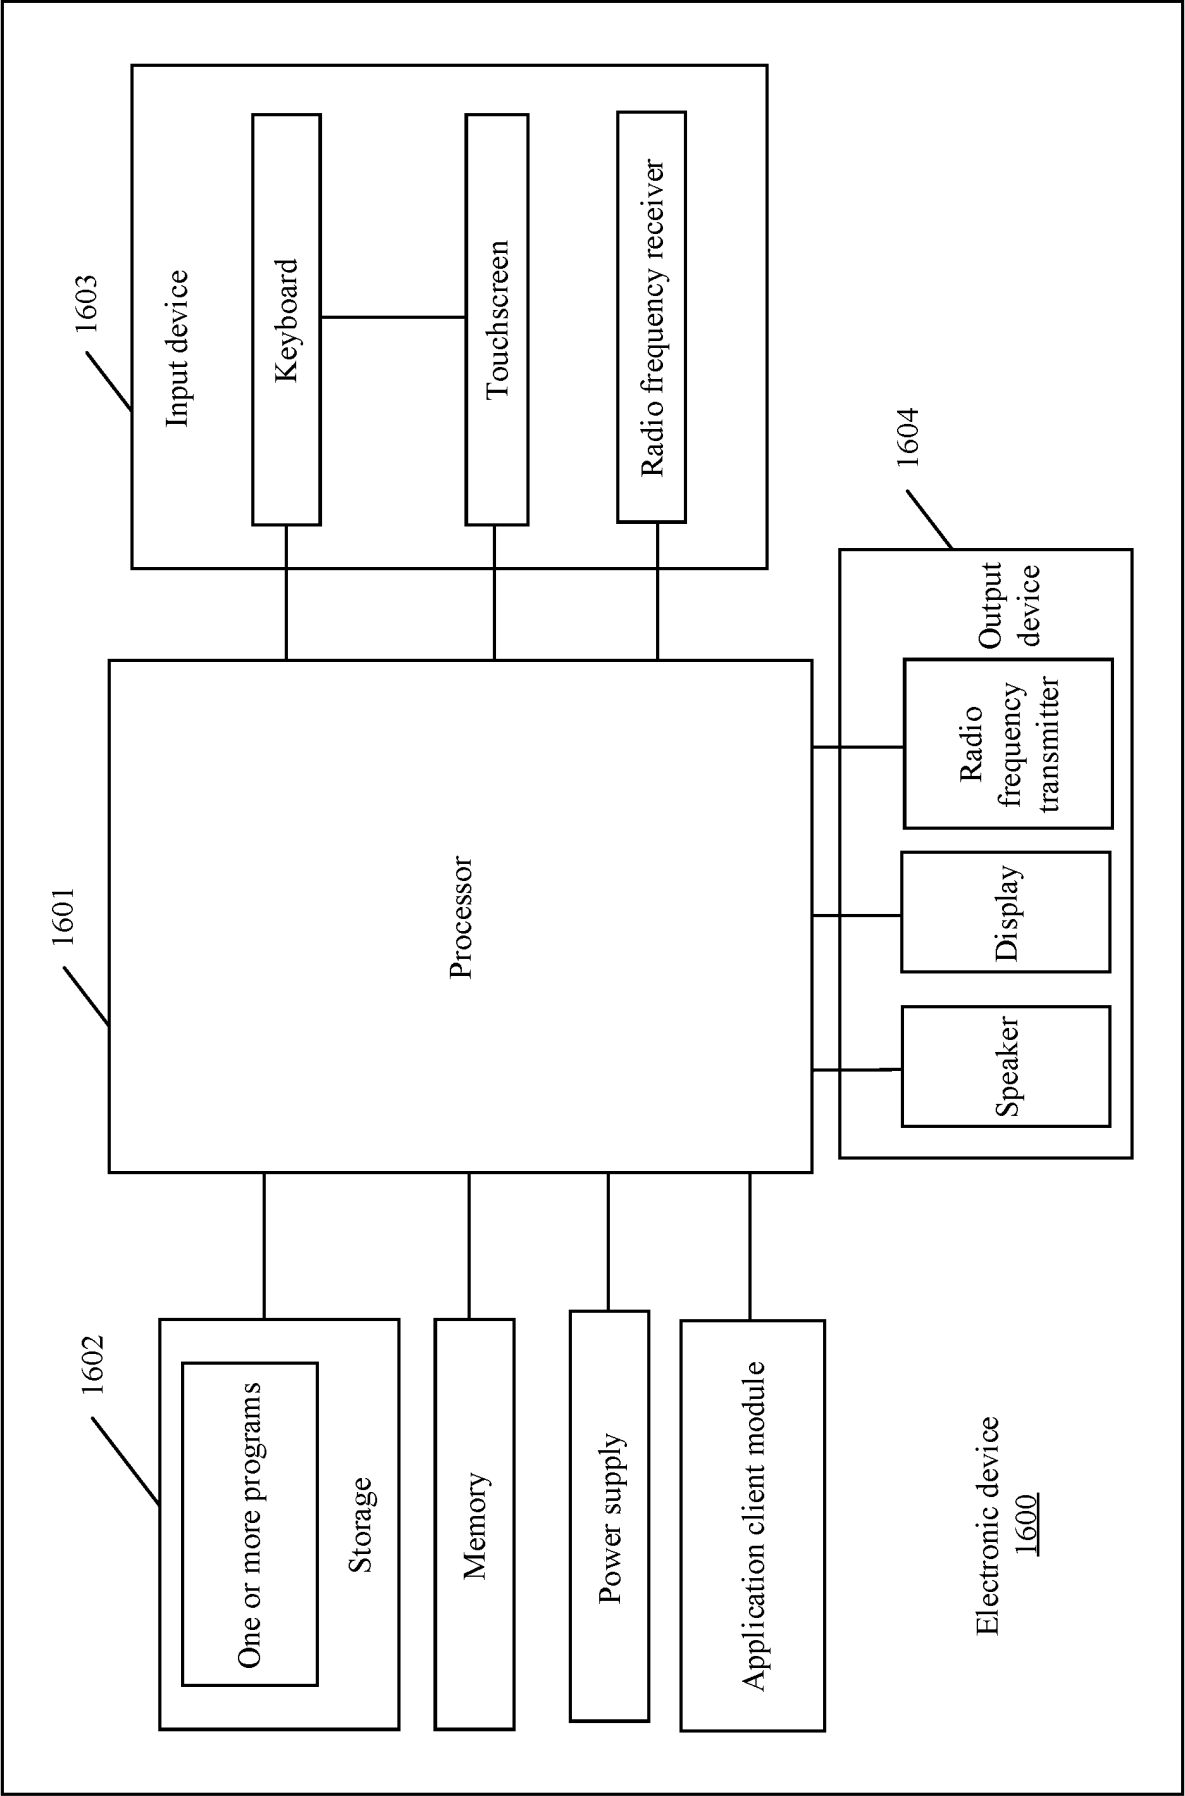 1602
One or more programs
Storage
Memory
Power supply
Application client module
Electronic device
1600
1601
Processor
1603
Input device
Keyboard
Touchscreen
Radio frequency receiver
1604
Output
device
Speaker
Display
Radio
frequency
transmitter